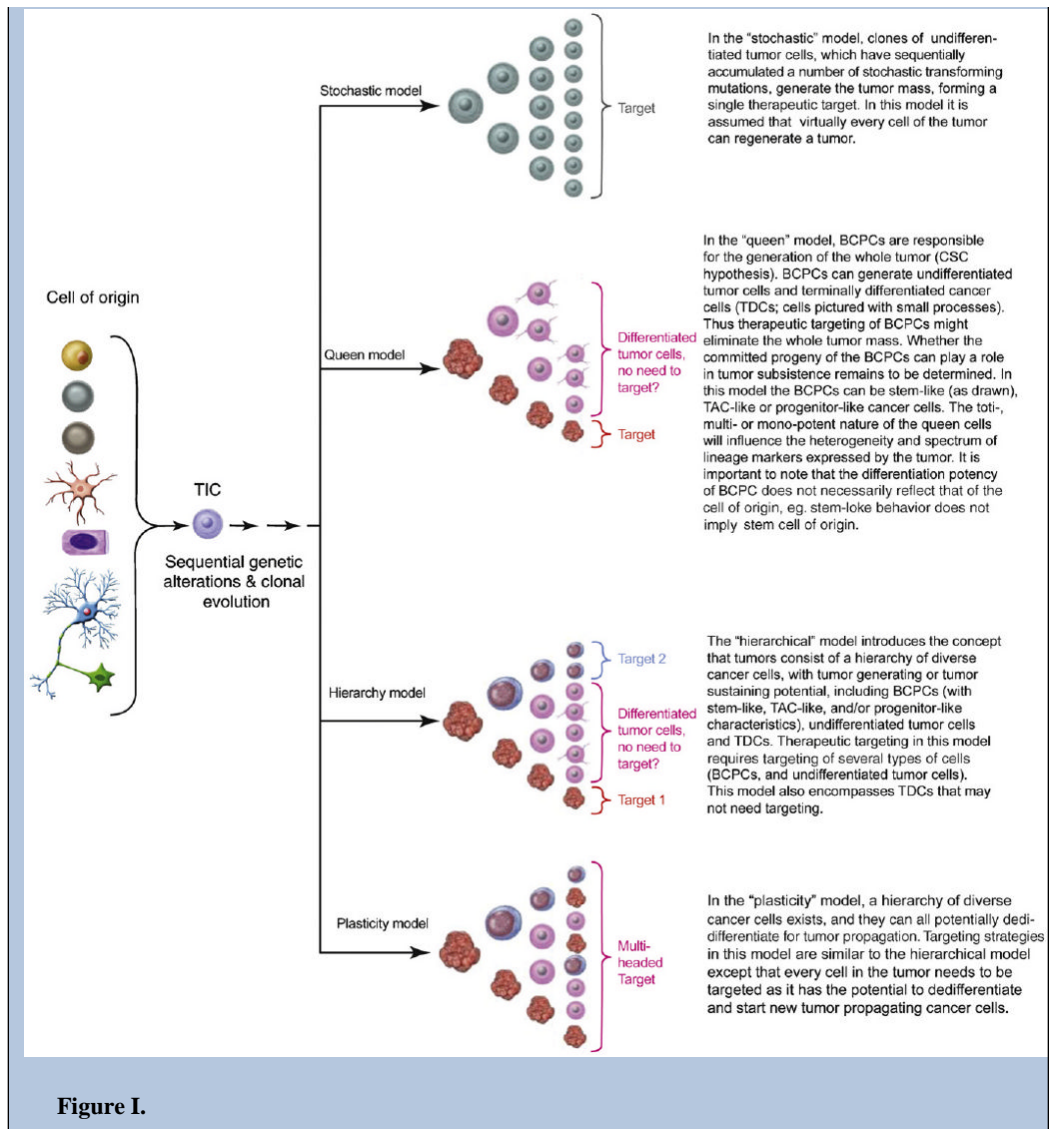 Stochastic model
Target
In the “stochastic” model, clones of undifferen-
tiated tumor cells, which have sequentially
accumulated a number of stochastic transforming
mutations, generate the tumor mass, forming a
single therapeutic target. In this model it is
assumed that virtually every cell of the tumor
can regenerate a tumor.
Cell of origin
TIC
Sequential genetic
alterations & clonal
evolution
Queen model
Differentiated
tumor cells,
no need to
target?
Target
In the “queen” model, BCPCs are responsible
for the generation of the whole tumor (CSC
hypothesis). BCPCs can generate undifferentiated
tumor cells and terminally differentiated cancer
cells (TDCs; cells pictured with small processes).
Thus therapeutic targeting of BCPCs might
eliminate the whole tumor mass. Whether the
committed progeny of the BCPCs can play a role
in tumor subsistence remains to be determined. In
this model the BCPCs can be stem-like (as drawn),
TAC-like or progenitor-like cancer cells. The toti-,
multi- or mono-potent nature of the queen cells
will influence the heterogeneity and spectrum of
lineage markers expressed by the tumor. It is
important to note that the differentiation potency
of BCPC does not necessarily reflect that of the
cell of origin, eg. stem-loke behavior does not
imply stem cell of origin.
Hierarchy model
Target 2
Differentiated
tumor cells,
no need to
target?
Target 1
The “hierarchical” model introduces the concept
that tumors consist of a hierarchy of diverse
cancer cells, with tumor generating or tumor
sustaining potential, including BCPCs (with
stem-like, TAC-like, and/or progenitor-like
characteristics), undifferentiated tumor cells
and TDCs. Therapeutic targeting in this model
requires targeting of several types of cells
(BCPCs, and undifferentiated tumor cells).
This model also encompasses TDCs that may
not need targeting.
Plasticity model
Multi-
headed
Target
In the “plasticity” model, a hierarchy of diverse
cancer cells exists, and they can all potentially dedi-
differentiate for tumor propagation. Targeting strategies
in this model are similar to the hierarchical model
except that every cell in the tumor needs to be
targeted as it has the potential to dedifferentiate
and start new tumor propagating cancer cells.
Figure I.